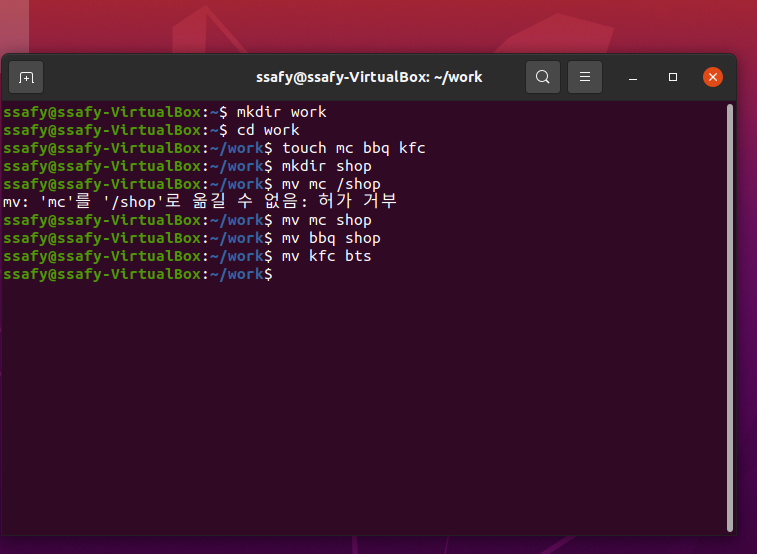 ssafy@ssafy-VirtualBox: ~/work
ssafy@ssafy-VirtualBox:~$ mkdir work
ssafy@ssafy-VirtualBox:~$ cd work
ssafy@ssafy-VirtualBox:~/work$ touch mc bbq kfc
ssafy@ssafy-VirtualBox:~/work$ mkdir shop
ssafy@ssafy-VirtualBox:~/work$ mv mc /shop
mv: 'mc'를 '/shop'로 옮길 수 없음: 허가 거부
ssafy@ssafy-VirtualBox:~/work$ mv mc shop
ssafy@ssafy-VirtualBox:~/work$ mv bbq shop
ssafy@ssafy-VirtualBox:~/work$ mv kfc bts
ssafy@ssafy-VirtualBox:~/work$